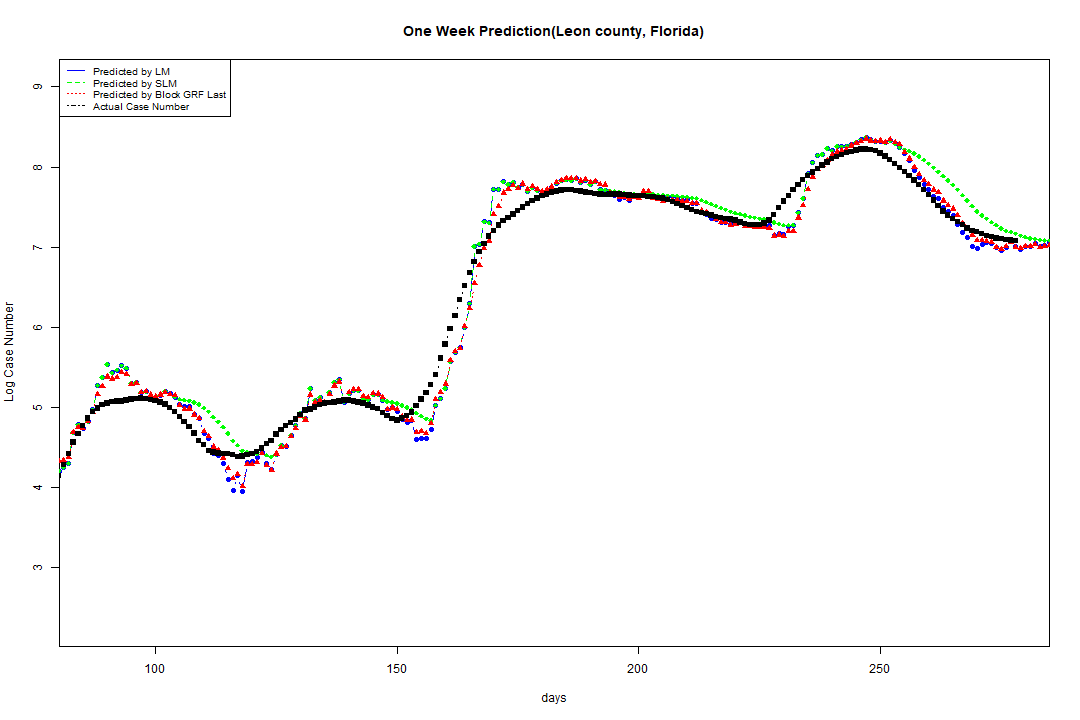 One Week Prediction(Leon county, Florida)
Predicted by LM
Predicted by SLM
Predicted by Block GRF Last
Actual Case Number
Log Case Number
9
8
7
6
5
4
3
100 150 200 250
days